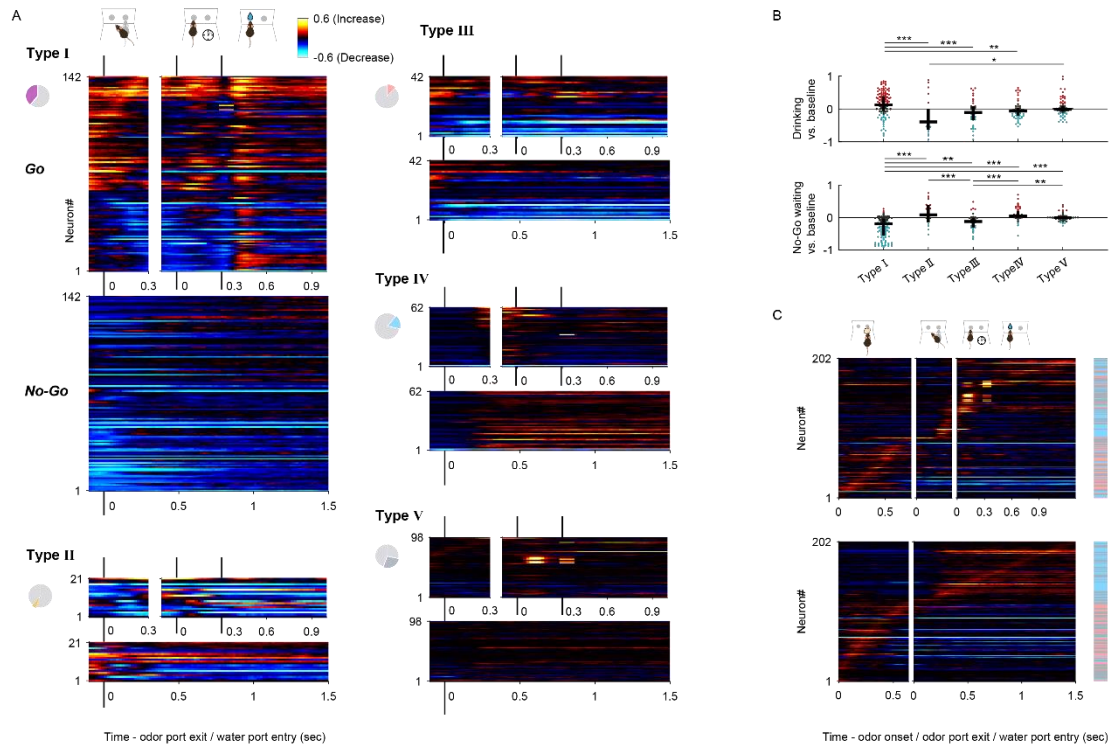 A
0.6 (Increase)
-0.6 (Decrease)
Type I
142
Go
Neuron#
1
0 0.3 0 0.3 0.6 0.9
142
No-Go
1
0 0.5 1 1.5
Type II
21
1
0 0.3 0 0.3 0.6 0.9
21
1
0 0.5 1 1.5
Time - odor port exit / water port entry (sec)
Type III
42
1
0 0.3 0 0.3 0.6 0.9
42
1
0 0.5 1 1.5
Type IV
62
1
0 0.3 0 0.3 0.6 0.9
62
1
0 0.5 1 1.5
Type V
98
1
0 0.3 0 0.3 0.6 0.9
98
1
0 0.5 1 1.5
B
***
***
**
*
1
0
-1
Drinking
vs. baseline
***
**
***
***
***
***
**
1
0
-1
No-Go waiting
vs. baseline
Type I Type II Type III Type IV Type V
C
202
Neuron#
1
0 0.5 0 0 0.3 0.6 0.9
202
Neuron#
1
0 0.5 0 0.5 1 1.5
Time - odor onset / odor port exit / water port entry (sec)